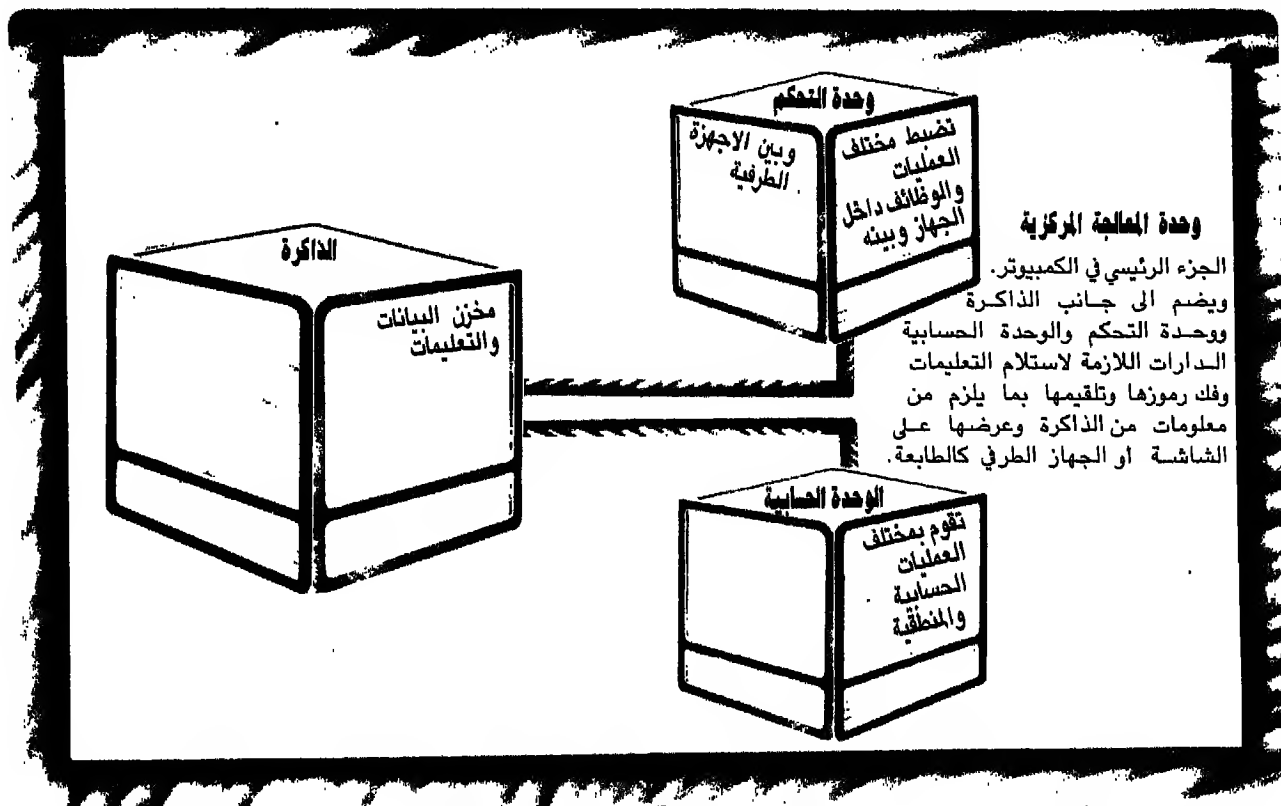 وحدة التحكم
تضبط مختلف
العمليات
والوظائف داخل
الجهاز وبينه
وبين الاجهزة
الطرفية
وحدة المعالجة المركزية
الجزء الرئيسي في الكمبيوتر.
ويضم الى جانب الذاكرة
ووحدة التحكم والوحدة الحسابية
الدارات اللازمة لاستلام التعليمات
وفك رموزها وتلقيمها بما يلزم من
معلومات من الذاكرة وعرضها على
الشاشة او الجهاز الطرفي كالطابعة.
الذاكرة
مخزن البيانات
والتعليمات
الوحدة الحسابية
تقوم بمختلف
العمليات
الحسابية
والمنطقية